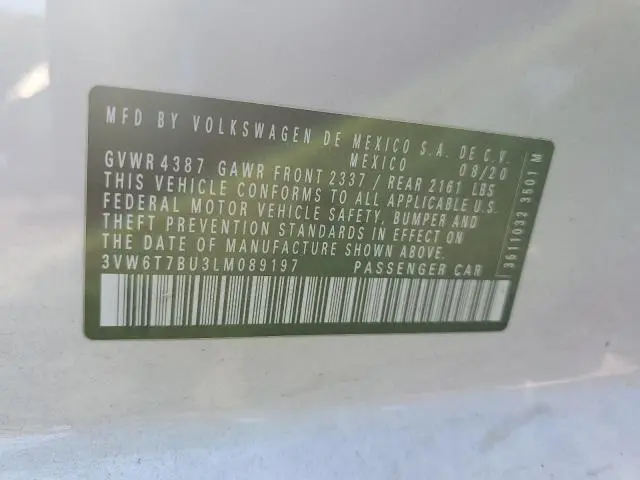 MFD BY VOLKSWAGEN DE MEXICO S.A. DE C.V.
MEXICO 08/20
GVWR 4387 GAWR FRONT 2337 / REAR 2161 LBS
THIS VEHICLE CONFORMS TO ALL APPLICABLE U.S.
FEDERAL MOTOR VEHICLE SAFETY, BUMPER AND
THEFT PREVENTION STANDARDS IN EFFECT ON
THE DATE OF MANUFACTURE SHOWN ABOVE.
3VW6T7BU3LM089197 PASSENGER CAR
3611032 3501 M